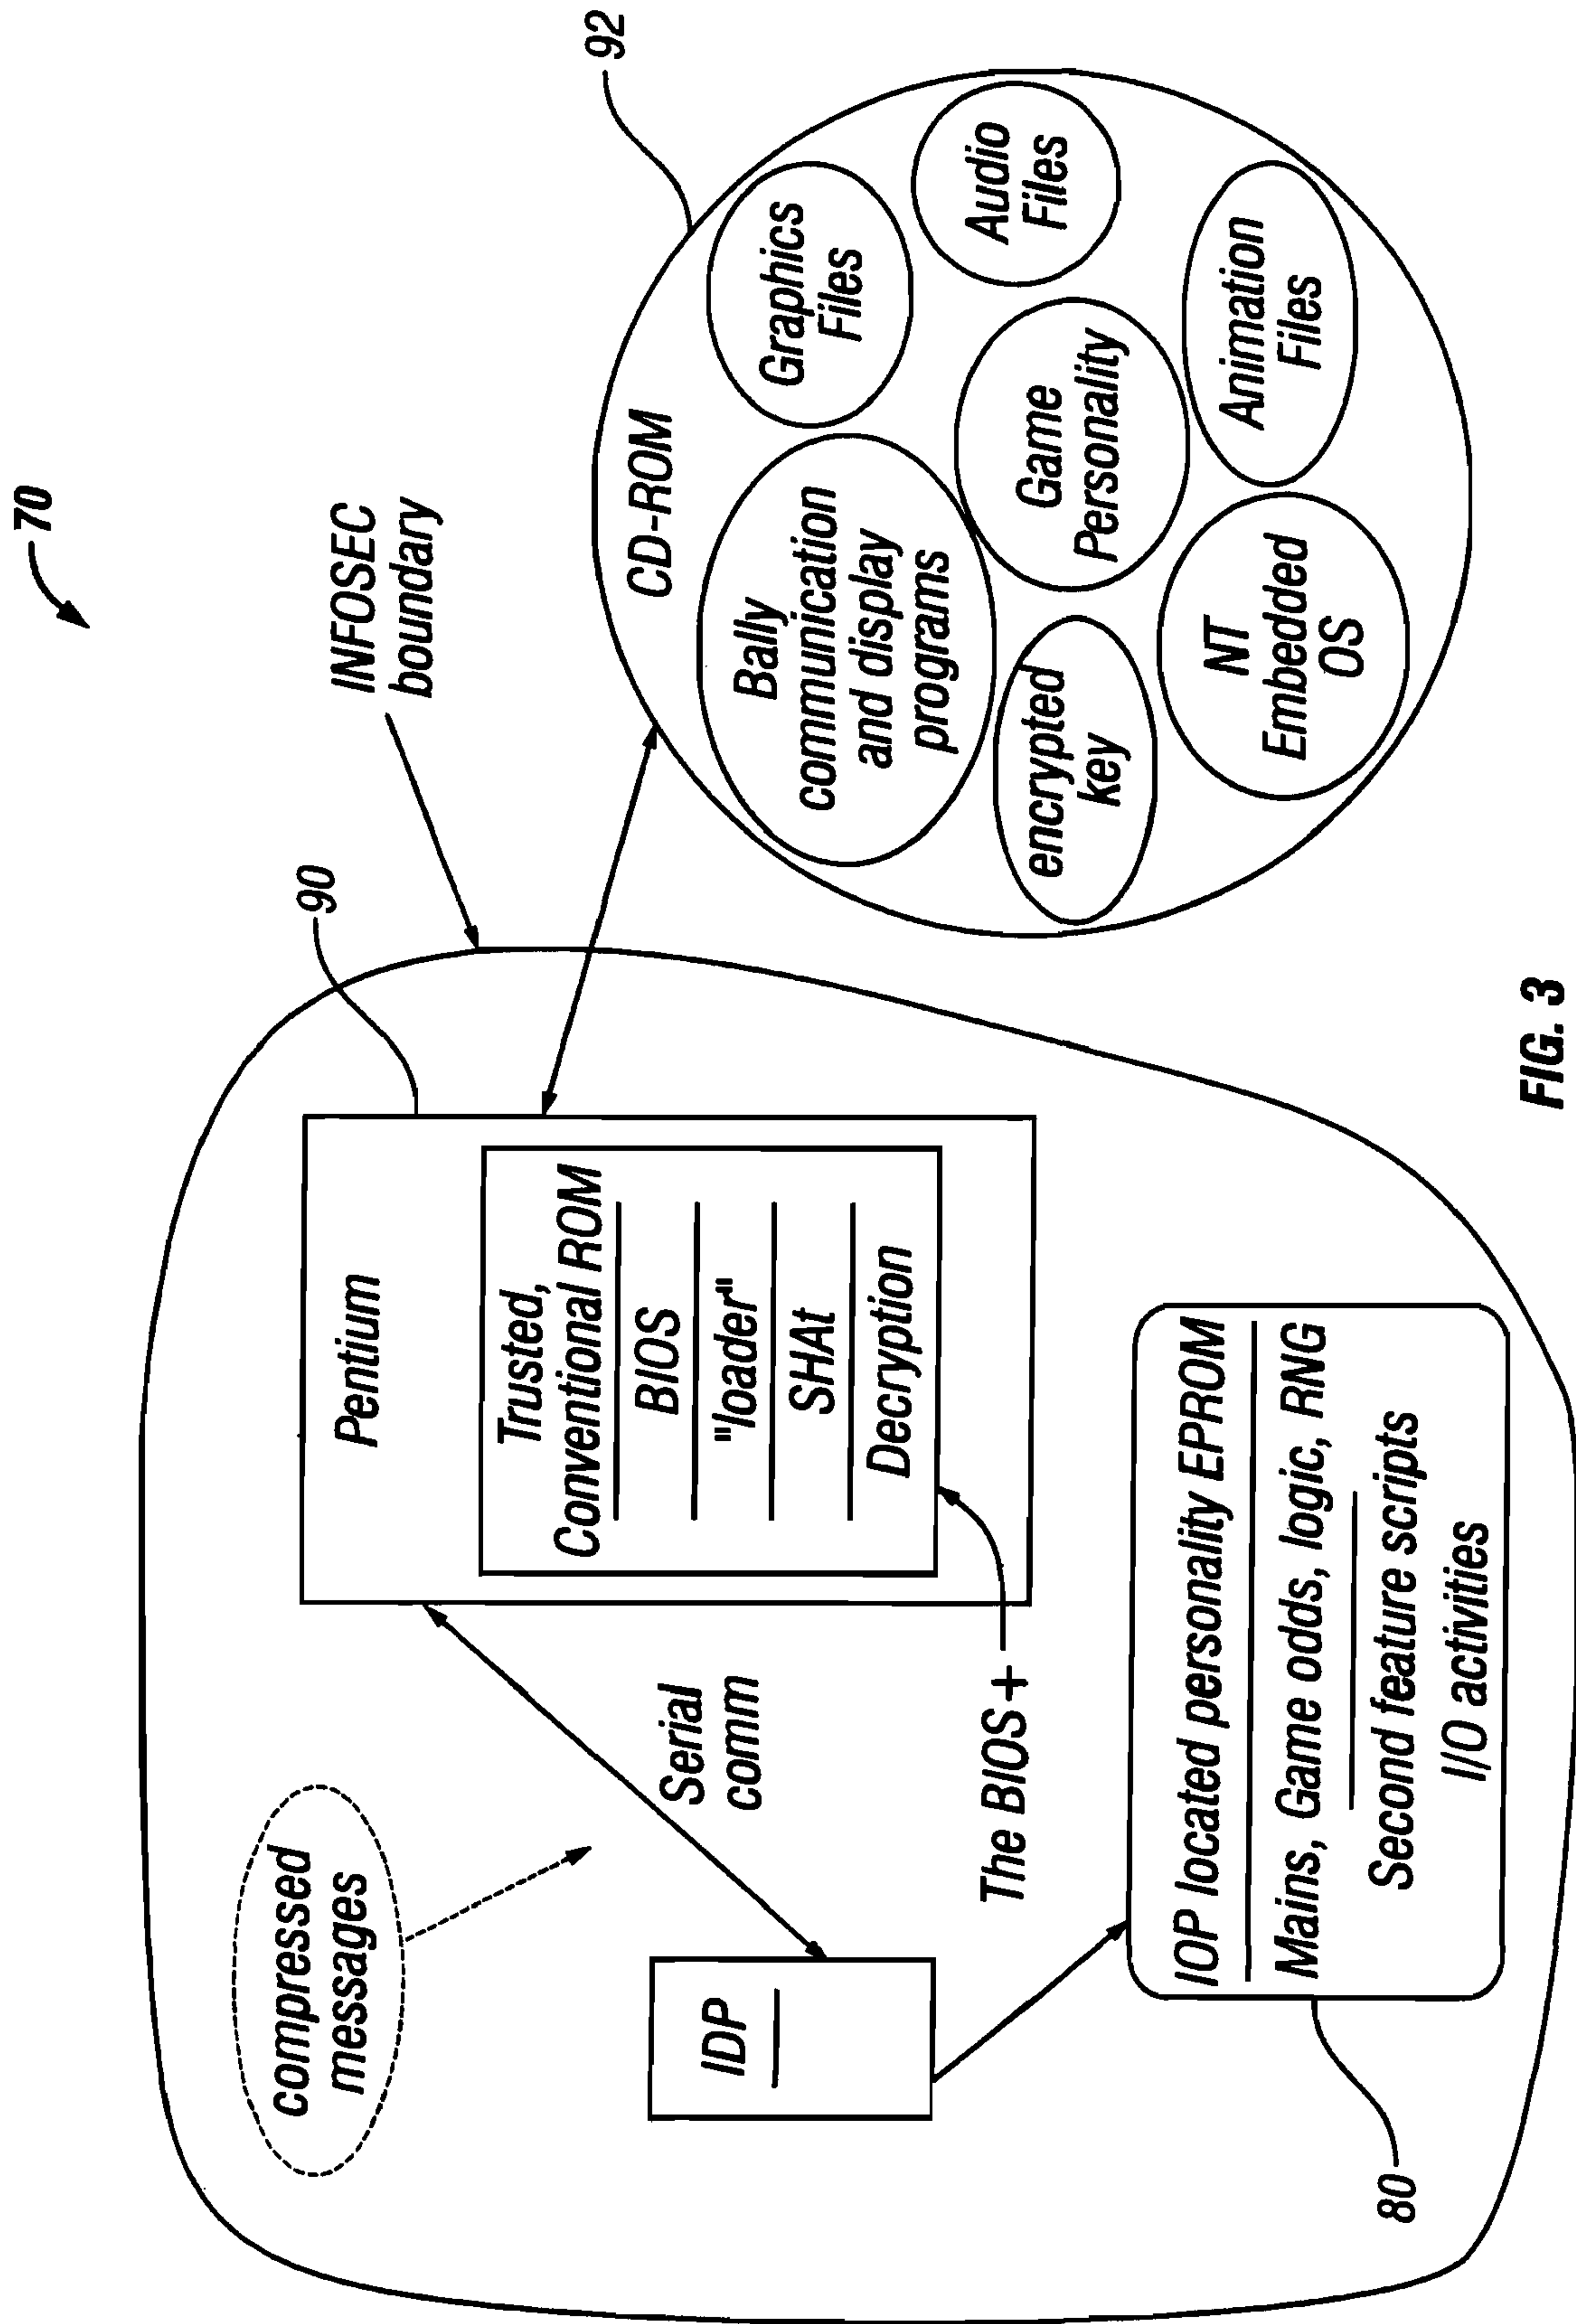 70
INFOSEC
boundary
90
92
compressed
messages
Pentium
Trusted,
Conventional ROM
BIOS
"loader"
SHAt
Decryption
Serial
comm
IDP
The BIOS+
IOP located personality EPROM
Mains, Game odds, logic, RNG
Second feature scripts
I/O activities
80
CD-ROM
Graphics
Files
Audio
Files
Bally
communication
and display
programs
Game
Personality
Animation
Files
encrypted
key
NT
Embedded
OS
FIG. 3